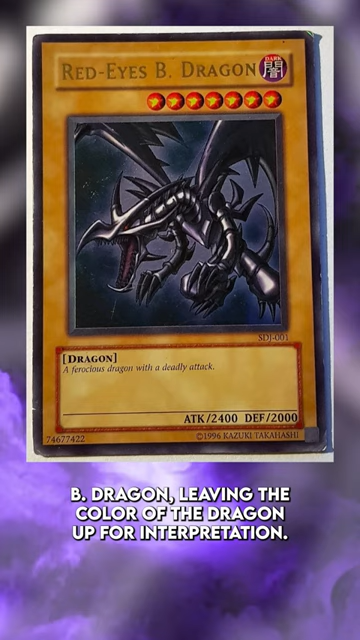 RED-EYES B. DRAGON
DARK
闇
SDJ-001
[DRAGON]
A ferocious dragon with a deadly attack.
ATK/2400 DEF/2000
74677422
©1996 KAZUKI TAKAHASHI
B. DRAGON, LEAVING THE
COLOR OF THE DRAGON
UP FOR INTERPRETATION.